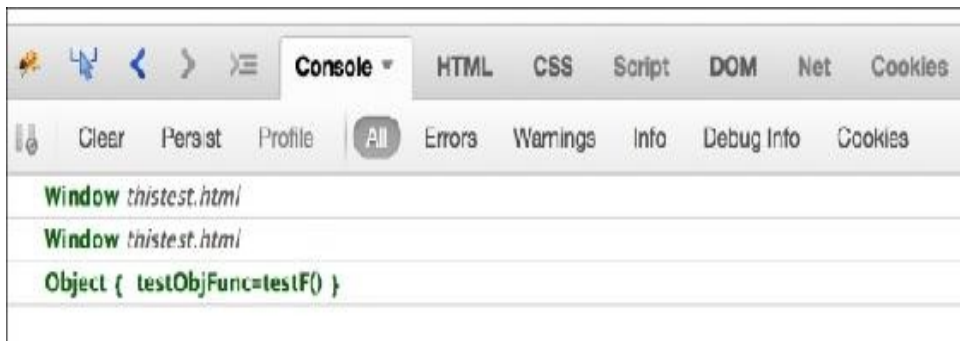 Console HTML CSS Script DOM Net Cookies
Clear Persist Profile All Errors Warnings Info Debug Info Cookies
Window thistest.html
Window thistest.html
Object { testObjFunc=testF() }